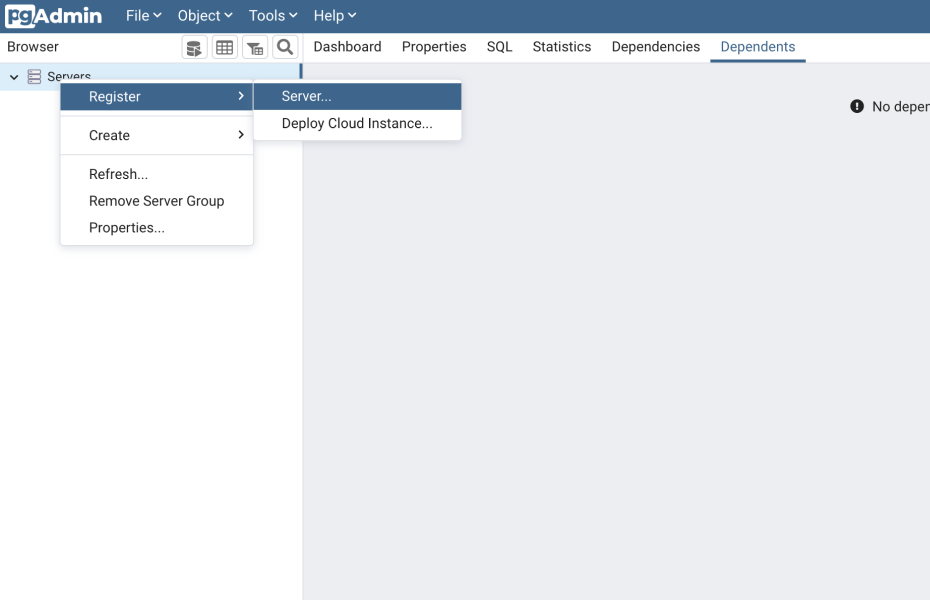 pgAdmin File Object Tools Help
Browser Dashboard Properties SQL Statistics Dependencies Dependents
Servers
Register Server...
No depen
Deploy Cloud Instance...
Create
Refresh...
Remove Server Group
Properties...